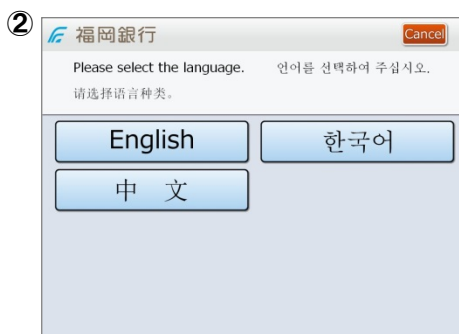 ②
福岡銀行 Cancel
Please select the language. 언어를 선택하여 주십시오.
请选择语言种类。
English 한국어
中 文